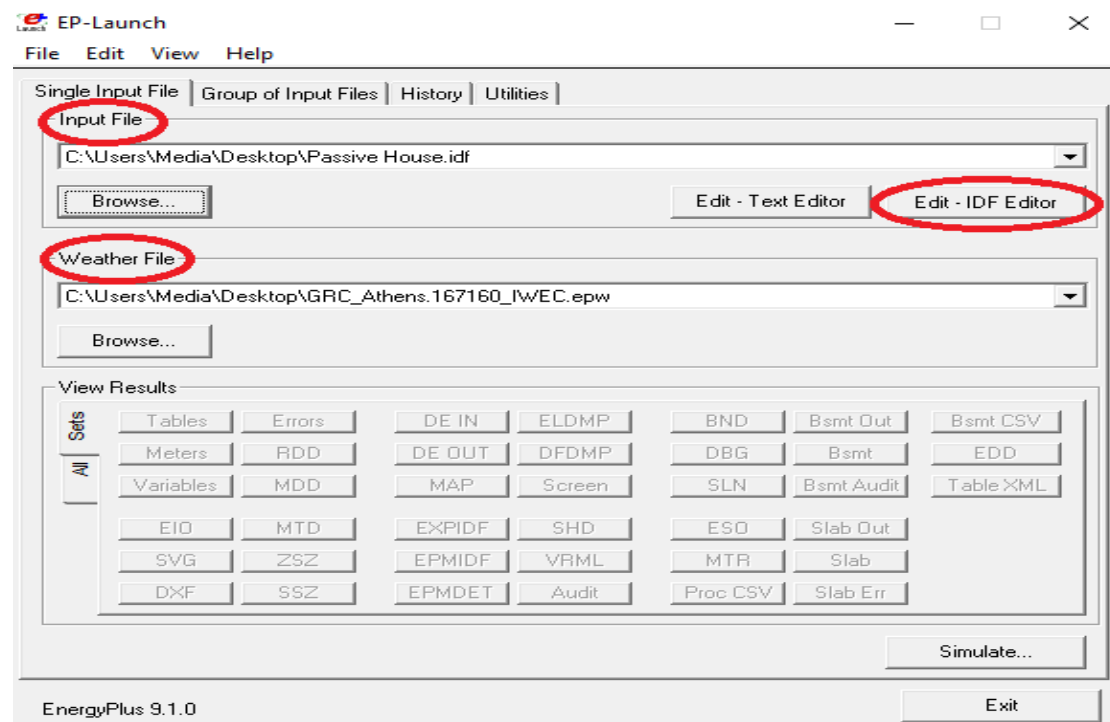 EP-Launch
File Edit View Help
Single Input File Group of Input Files History Utilities
Input File
C:\Users\Media\Desktop\Passive House.idf
Browse... Edit - Text Editor Edit - IDF Editor
Weather File
C:\Users\Media\Desktop\GRC_Athens.167160_IWEC.epw
Browse...
View Results
Sets
All
Tables Errors DE IN ELDMP BND Bsmt Out Bsmt CSV
Meters RDD DE OUT DFDMP DBG Bsmt EDD
Variables MDD MAP Screen SLN Bsmt Audit Table XML
EIO MTD EXPIDF SHD ESO Slab Out
SVG ZSZ EPMIDF VRML MTR Slab
DXF SSZ EPMDET Audit Proc CSV Slab Err
Simulate...
EnergyPlus 9.1.0 Exit